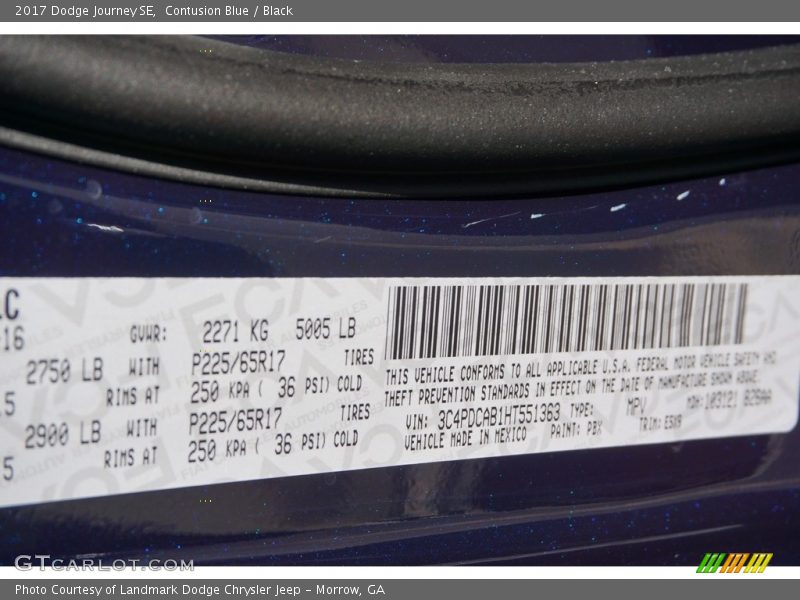 2017 Dodge Journey SE, Contusion Blue / Black
LC
16
GVWR: 2271 KG 5005 LB
2750 LB WITH P225/65R17 TIRES
.5 RIMS AT 250 KPA ( 36 PSI) COLD
2900 LB WITH P225/65R17 TIRES
5 RIMS AT 250 KPA ( 36 PSI) COLD
THIS VEHICLE CONFORMS TO ALL APPLICABLE U.S.A. FEDERAL MOTOR VEHICLE SAFETY AND
THEFT PREVENTION STANDARDS IN EFFECT ON THE DATE OF MANUFACTURE SHOWN ABOVE.
VIN: 3C4PDCAB1HT551363 TYPE: MPV MDH:103121
VEHICLE MADE IN MEXICO PAINT: PBX TRIM:
GTCARLOT.COM
Photo Courtesy of Landmark Dodge Chrysler Jeep - Morrow, GA